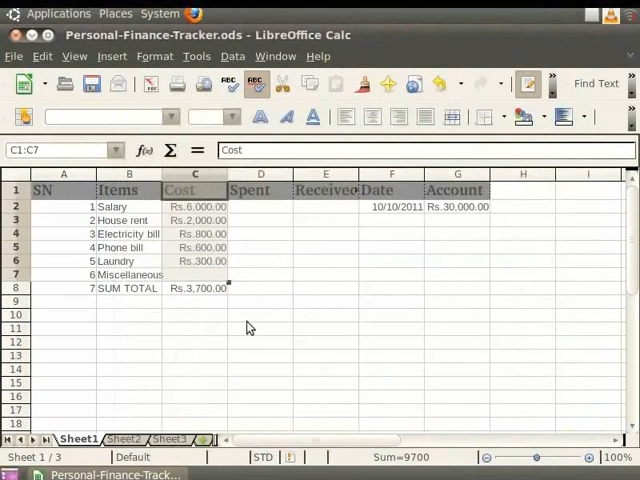 Applications Places System
Personal-Finance-Tracker.ods - LibreOffice Calc
File Edit View Insert Format Tools Data Window Help
ABC ABC PDF Find Text
A A A
C1:C7 f(x) Σ = Cost
A B C D E F G H I
1 SN Items Cost Spent Received Date Account
2 1 Salary Rs.6,000.00 10/10/2011 Rs.30,000.00
3 2 House rent Rs.2,000.00
4 3 Electricity bill Rs.800.00
5 4 Phone bill Rs.600.00
6 5 Laundry Rs.300.00
7 6 Miscellaneous
8 7 SUM TOTAL Rs.3,700.00
9
10
11
12
13
14
15
16
17
18
Sheet1 Sheet2 Sheet3
Sheet 1 / 3 Default STD Sum=9700 100%
Personal-Finance-Track...